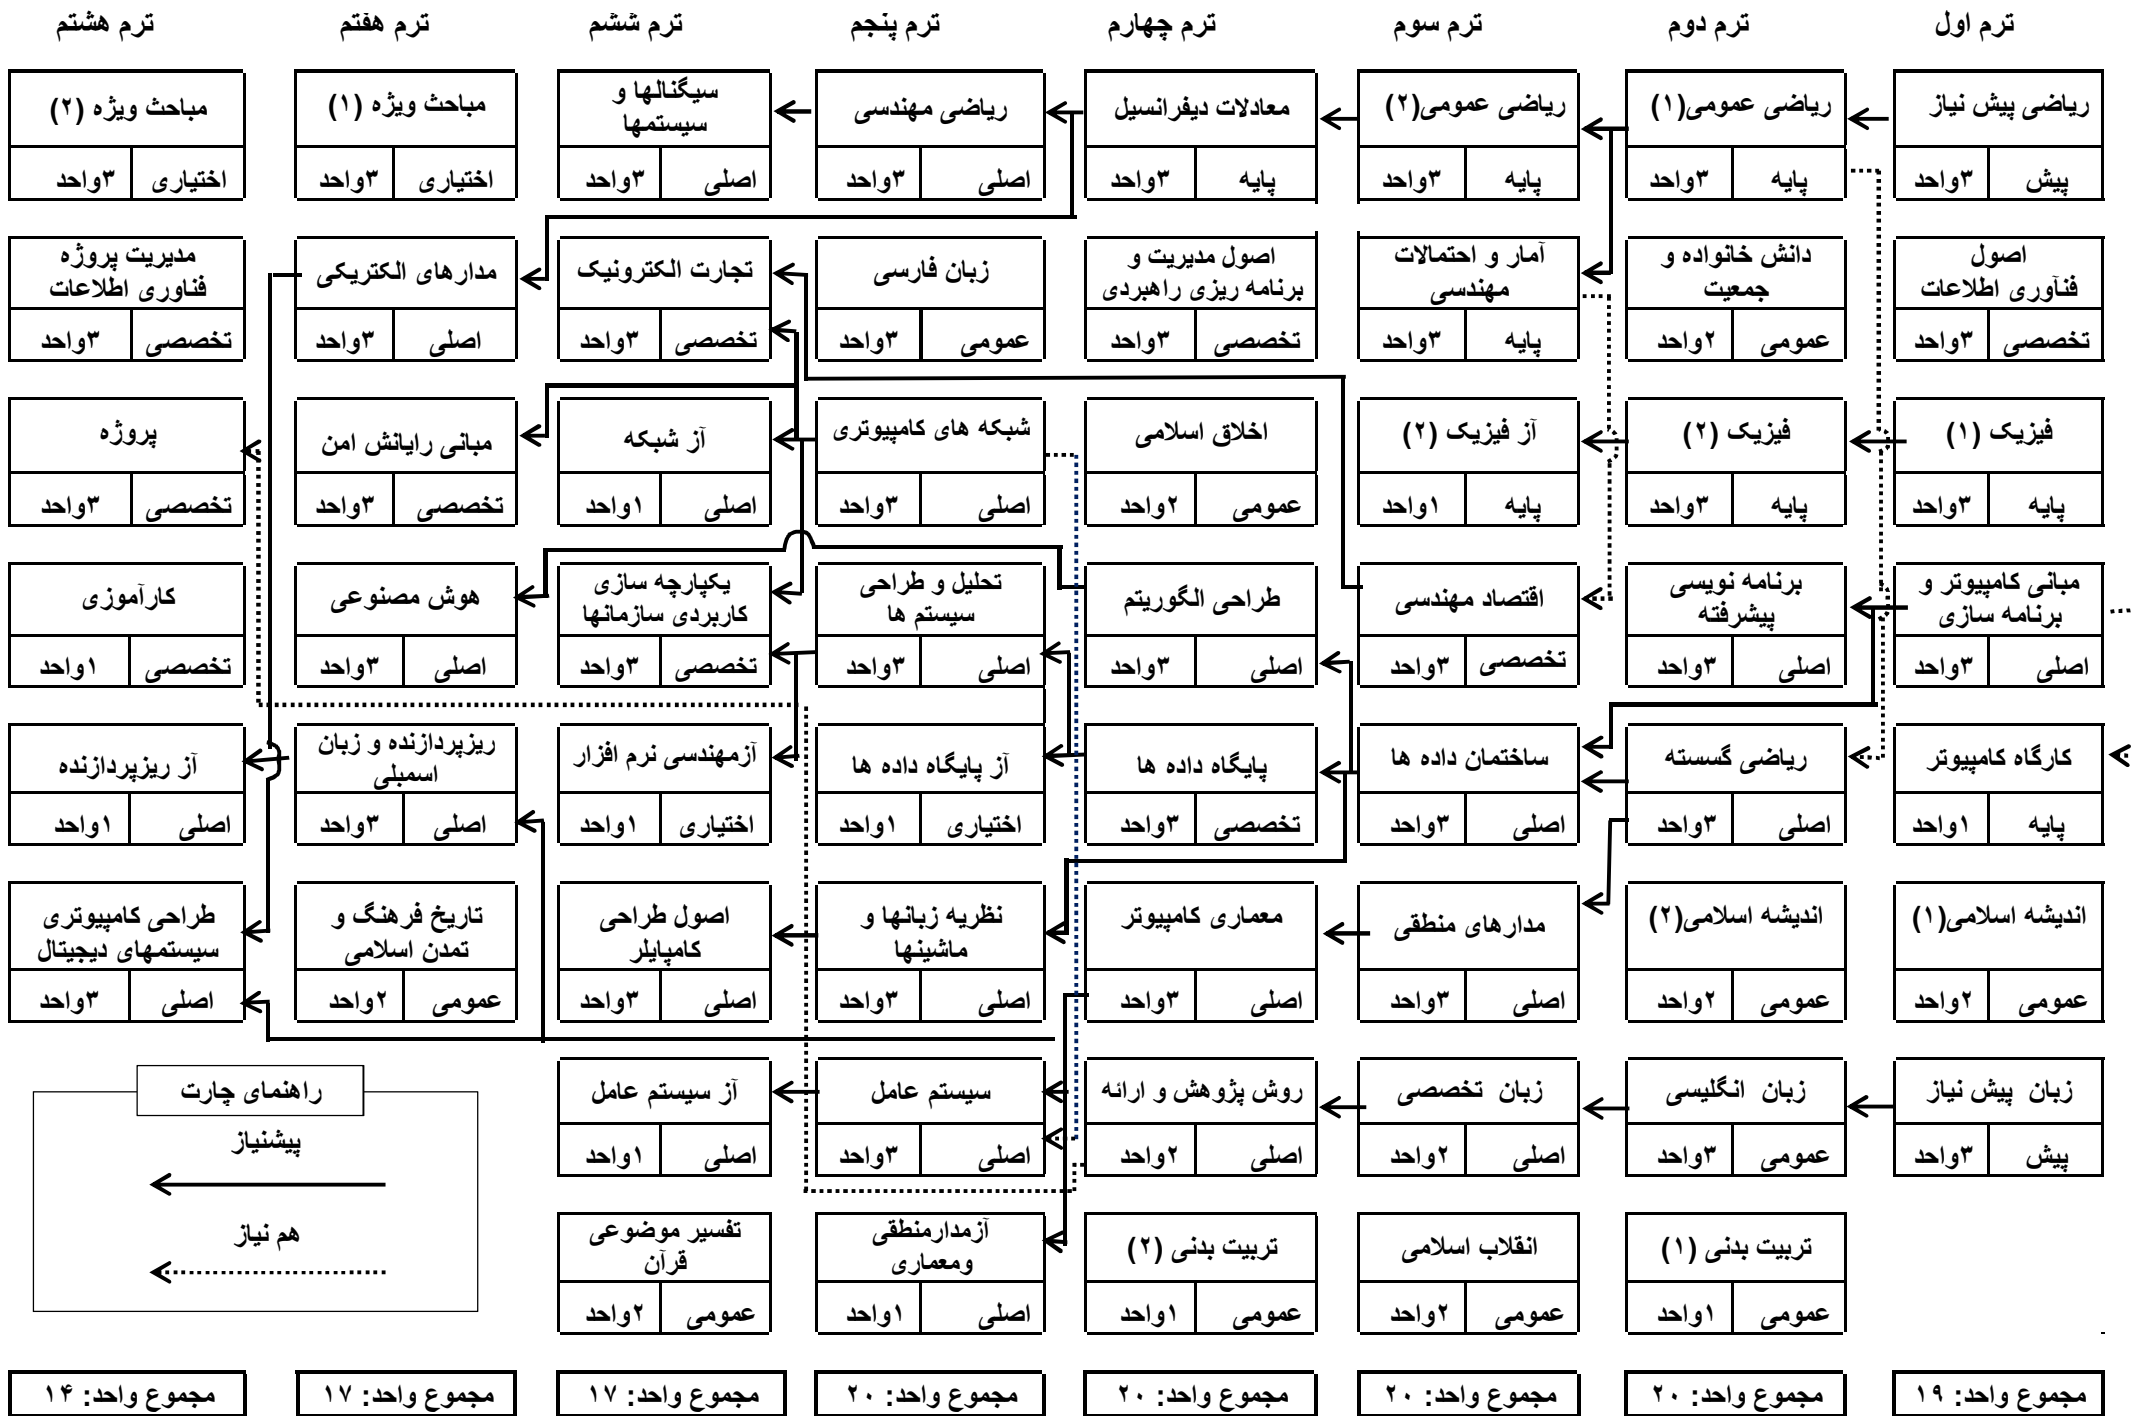 ترم اول
ترم دوم
ترم سوم
ترم چهارم
ترم پنجم
ترم ششم
ترم هفتم
ترم هشتم
ریاضی پیش نیاز
پیش
۳واحد
ریاضی عمومی(۱)
پایه
۳واحد
ریاضی عمومی(۲)
پایه
۳واحد
معادلات دیفرانسیل
پایه
۳واحد
ریاضی مهندسی
اصلی
۳واحد
سیگنالها و
سیستمها
اصلی
۳واحد
مباحث ویژه (۱)
اختیاری
۳واحد
مباحث ویژه (۲)
اختیاری
۳واحد
اصول
فنآوری اطلاعات
تخصصی
۳واحد
دانش خانواده و
جمعیت
عمومی
۲واحد
آمار و احتمالات
مهندسی
پایه
۳واحد
اصول مدیریت و
برنامه ریزی راهبردی
تخصصی
۳واحد
زبان فارسی
عمومی
۳واحد
تجارت الکترونیک
تخصصی
۳واحد
مدارهای الکتریکی
اصلی
۳واحد
مدیریت پروژه
فناوری اطلاعات
تخصصی
۳واحد
فیزیک (۱)
پایه
۳واحد
فیزیک (۲)
پایه
۳واحد
آز فیزیک (۲)
پایه
۱واحد
اخلاق اسلامی
عمومی
۲واحد
شبکه های کامپیوتری
اصلی
۳واحد
آز شبکه
اصلی
۱واحد
مبانی رایانش امن
تخصصی
۳واحد
پروژه
تخصصی
۳واحد
مبانی کامپیوتر و
برنامه سازی
اصلی
۳واحد
برنامه نویسی
پیشرفته
اصلی
۳واحد
اقتصاد مهندسی
تخصصی
۳واحد
طراحی الگوریتم
اصلی
۳واحد
تحلیل و طراحی
سیستم ها
اصلی
۳واحد
یکپارچه سازی
کاربردی سازمانها
تخصصی
۳واحد
هوش مصنوعی
اصلی
۳واحد
کارآموزی
تخصصی
۱واحد
کارگاه کامپیوتر
پایه
۱واحد
ریاضی گسسته
اصلی
۳واحد
ساختمان داده ها
اصلی
۳واحد
پایگاه داده ها
تخصصی
۳واحد
آز پایگاه داده ها
اختیاری
۱واحد
آزمهندسی نرم افزار
اختیاری
۱واحد
ریزپردازنده و زبان
اسمبلی
اصلی
۳واحد
آز ریزپردازنده
اصلی
۱واحد
اندیشه اسلامی(۱)
عمومی
۲واحد
اندیشه اسلامی(۲)
عمومی
۲واحد
مدارهای منطقی
اصلی
۳واحد
معماری کامپیوتر
اصلی
۳واحد
نظریه زبانها و
ماشینها
اصلی
۳واحد
اصول طراحی
کامپایلر
اصلی
۳واحد
تاریخ فرهنگ و
تمدن اسلامی
عمومی
۲واحد
طراحی کامپیوتری
سیستمهای دیجیتال
اصلی
۳واحد
زبان پیش نیاز
پیش
۳واحد
زبان انگلیسی
عمومی
۳واحد
زبان تخصصی
اصلی
۲واحد
روش پژوهش و ارائه
اصلی
۲واحد
سیستم عامل
اصلی
۳واحد
آز سیستم عامل
اصلی
۱واحد
راهنمای چارت
پیشنیاز
هم نیاز
تربیت بدنی (۱)
عمومی
۱واحد
انقلاب اسلامی
عمومی
۲واحد
تربیت بدنی (۲)
عمومی
۱واحد
آزمدارمنطقی
ومعماری
اصلی
۱واحد
تفسیر موضوعی
قرآن
عمومی
۲واحد
مجموع واحد: ۱۹
مجموع واحد: ۲۰
مجموع واحد: ۲۰
مجموع واحد: ۲۰
مجموع واحد: ۲۰
مجموع واحد: ۱۷
مجموع واحد: ۱۷
مجموع واحد: ۱۴